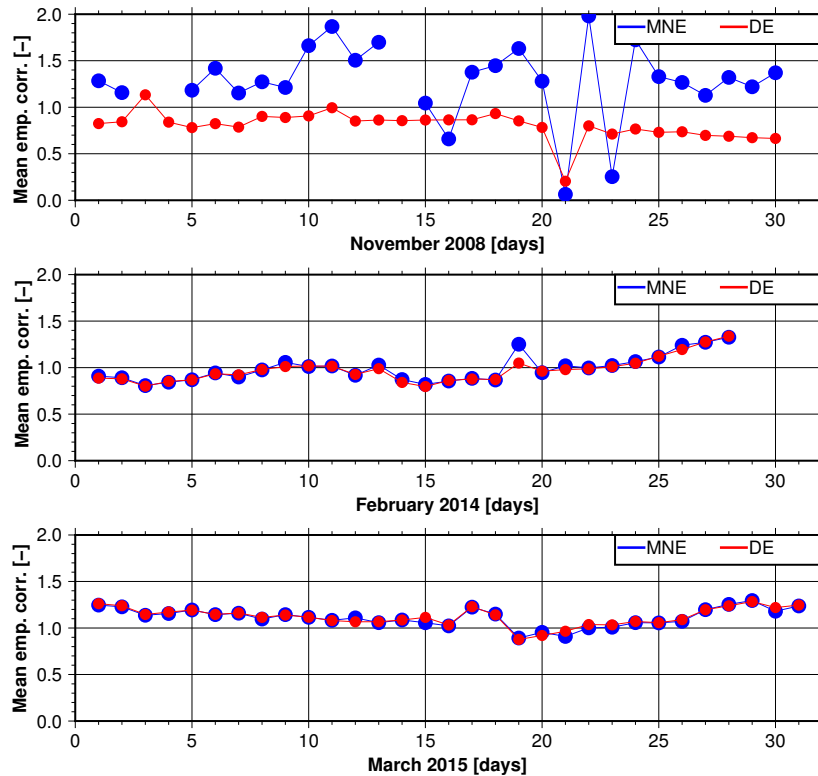 Mean emp. corr. [−]
2.0
1.5
1.0
0.5
0.0
MNE DE
0 5 10 15 20 25 30
November 2008 [days]
Mean emp. corr. [−]
2.0
1.5
1.0
0.5
0.0
MNE DE
0 5 10 15 20 25 30
February 2014 [days]
Mean emp. corr. [−]
2.0
1.5
1.0
0.5
0.0
MNE DE
0 5 10 15 20 25 30
March 2015 [days]